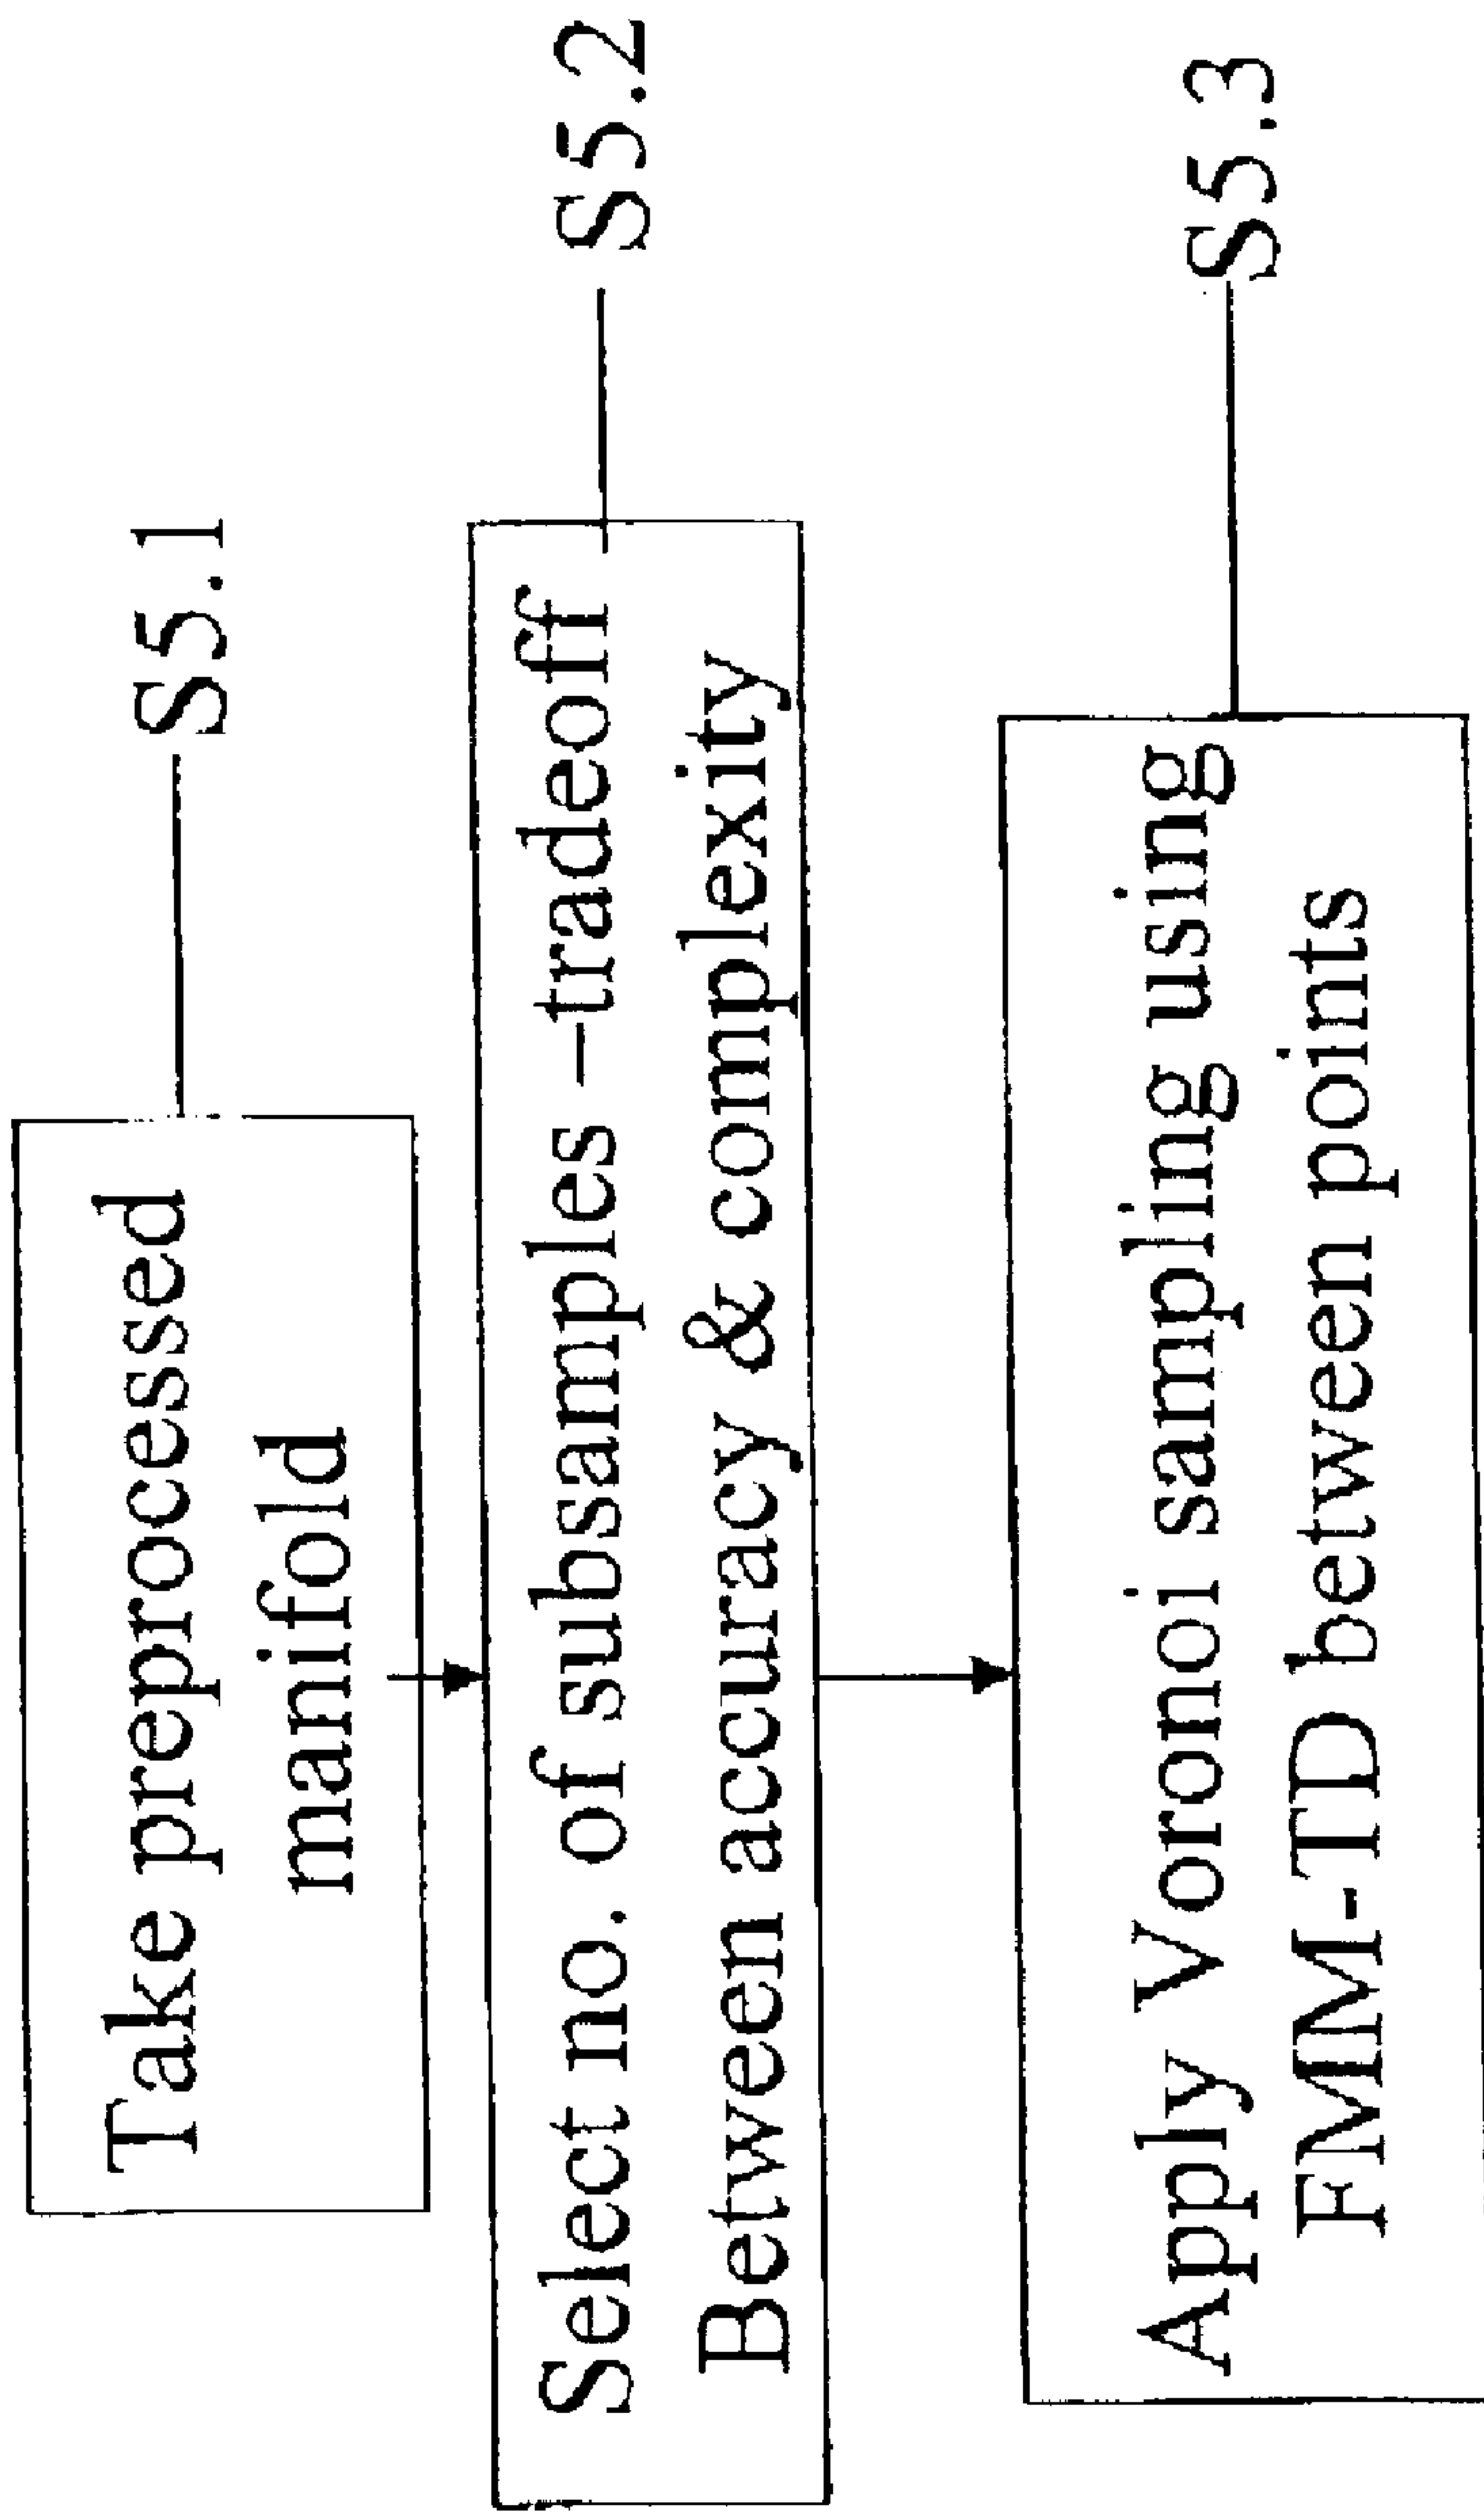 Take preprocessed
manifold
S5.1
Select no. of subsamples –tradeoff
Between accuracy & complexity
S5.2
Apply Voronoi sampling using
FMM-TD between points
S5.3